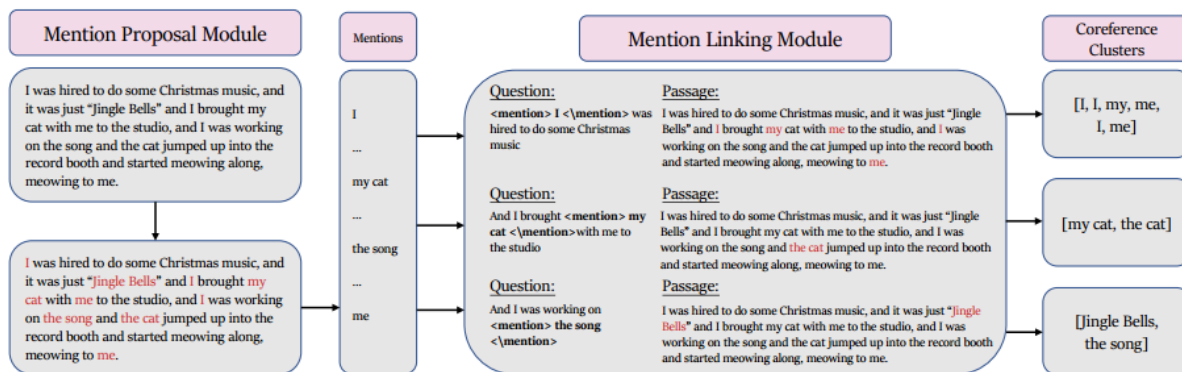 Mention Proposal Module
I was hired to do some Christmas music, and
it was just “Jingle Bells” and I brought my
cat with me to the studio, and I was working
on the song and the cat jumped up into the
record booth and started meowing along,
meowing to me.
I was hired to do some Christmas music, and
it was just “Jingle Bells” and I brought my
cat with me to the studio, and I was working
on the song and the cat jumped up into the
record booth and started meowing along,
meowing to me.
Mentions
I
...
my cat
...
the song
...
me
Mention Linking Module
Question:
<mention> I <\mention> was
hired to do some Christmas
music
Passage:
I was hired to do some Christmas music, and it was just “Jingle
Bells” and I brought my cat with me to the studio, and I was
working on the song and the cat jumped up into the record booth
and started meowing along, meowing to me.
Question:
And I brought <mention> my
cat <\mention>with me to
the studio
Passage:
I was hired to do some Christmas music, and it was just “Jingle
Bells” and I brought my cat with me to the studio, and I was
working on the song and the cat jumped up into the record booth
and started meowing along, meowing to me.
Question:
And I was working on
<mention> the song
<\mention>
Passage:
I was hired to do some Christmas music, and it was just “Jingle
Bells” and I brought my cat with me to the studio, and I was
working on the song and the cat jumped up into the record booth
and started meowing along, meowing to me.
Coreference
Clusters
[I, I, my, me,
I, me]
[my cat, the cat]
[Jingle Bells,
the song]